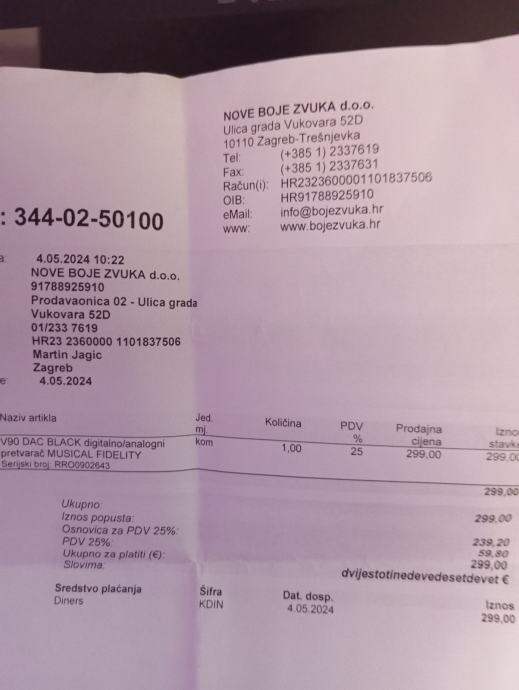 NOVE BOJE ZVUKA d.o.o.
Ulica grada Vukovara 52D
10110 Zagreb-Trešnjevka
Tel: (+385 1) 2337619
Fax: (+385 1) 2337631
Račun(i): HR2323600001101837506
OIB: HR91788925910
eMail: info@bojezvuka.hr
www: www.bojezvuka.hr
: 344-02-50100
a: 4.05.2024 10:22
NOVE BOJE ZVUKA d.o.o.
91788925910
Prodavaonica 02 - Ulica grada
Vukovara 52D
01/233 7619
HR23 2360000 1101837506
Martin Jagic
Zagreb
e: 4.05.2024
Naziv artikla Jed. mj. Količina PDV % Prodajna cijena Izno stavke
V90 DAC BLACK digitalno/analogni kom 1,00 25 299,00 299,00
pretvarač MUSICAL FIDELITY
Serijski broj: RRO0902643
299,00
Ukupno:
Iznos popusta: 299,00
Osnovica za PDV 25%:
PDV 25%: 239,20
Ukupno za platiti (€): 59,80
Slovima: 299,00
dvijestotinedevedesetdevet €
Sredstvo plaćanja Šifra Dat. dosp. Iznos
Diners KDIN 4.05.2024 299,00